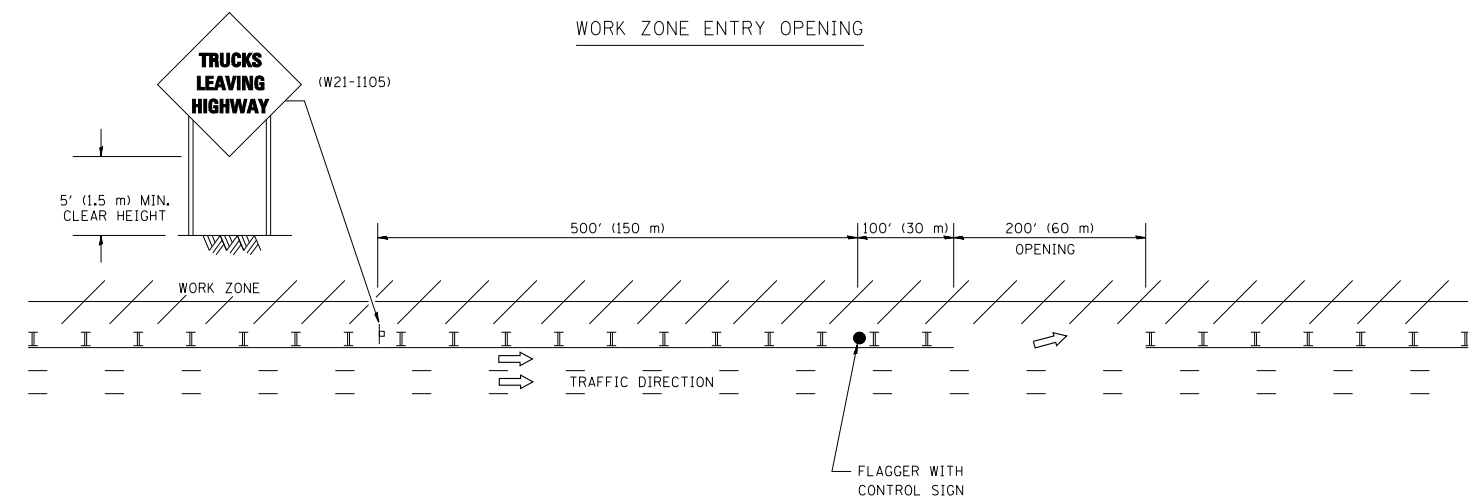 WORK ZONE ENTRY OPENING
TRUCKS
LEAVING
HIGHWAY
(W21-I105)
5' (1.5 m) MIN.
CLEAR HEIGHT
500' (150 m)
100' (30 m)
200' (60 m)
OPENING
WORK ZONE
TRAFFIC DIRECTION
FLAGGER WITH
CONTROL SIGN